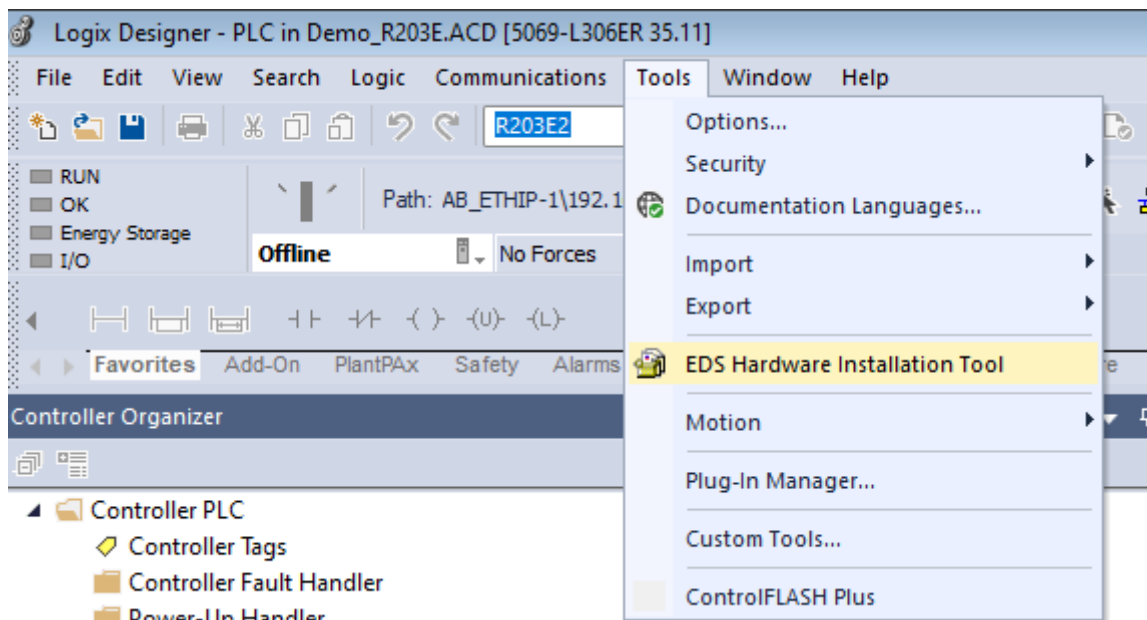 Logix Designer - PLC in Demo_R203E.ACD [5069-L306ER 35.11]
File Edit View Search Logic Communications Tools Window Help
R203E2
RUN
OK
Energy Storage
I/O
Path: AB_ETHIP-1\192.1
Offline
No Forces
Favorites Add-On PlantPAx Safety Alarms
Controller Organizer
Controller PLC
Controller Tags
Controller Fault Handler
Power-Up Handler
Options...
Security
Documentation Languages...
Import
Export
EDS Hardware Installation Tool
Motion
Plug-In Manager...
Custom Tools...
ControlFLASH Plus